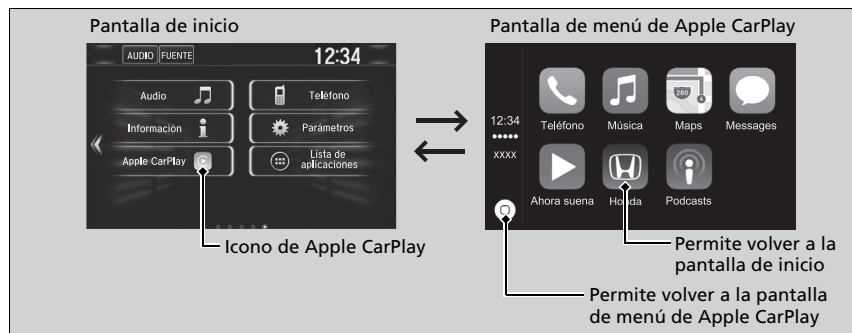 Pantalla de inicio
AUDIO FUENTE
12:34
Audio
Teléfono
Información
Parámetros
Apple CarPlay
Lista de
aplicaciones
Icono de Apple CarPlay
Pantalla de menú de Apple CarPlay
280
12:34
Teléfono
Música
Maps
Messages
XXXX
Ahora suena
Honda
Podcasts
Permite volver a la
pantalla de inicio
Permite volver a la pantalla
de menú de Apple CarPlay